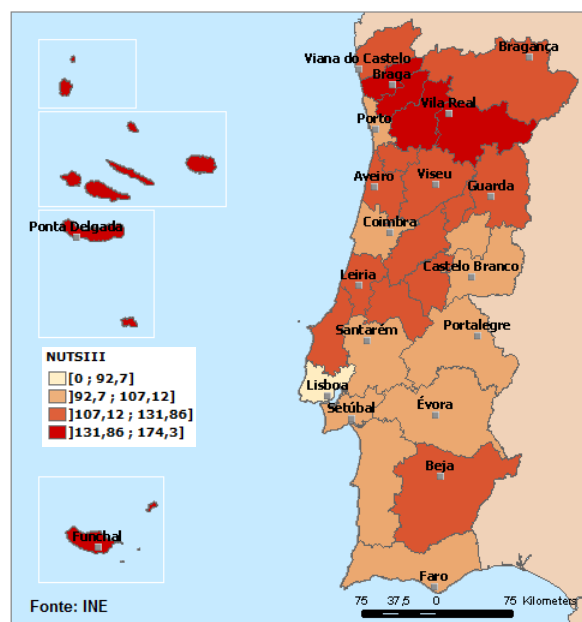 Bragança
Viana do Castelo
Braga
Vila Real
Porto
Aveiro
Viseu
Guarda
Ponta Delgada
Coimbra
Castelo Branco
Leiria
Portalegre
Santarém
NUTSIII
[0 ; 92,7]
]92,7 ; 107,12]
]107,12 ; 131,86]
]131,86 ; 174,3]
Lisboa
Setúbal
Évora
Beja
Funchal
Faro
Fonte: INE
75 37,5 0 75 Kilometers